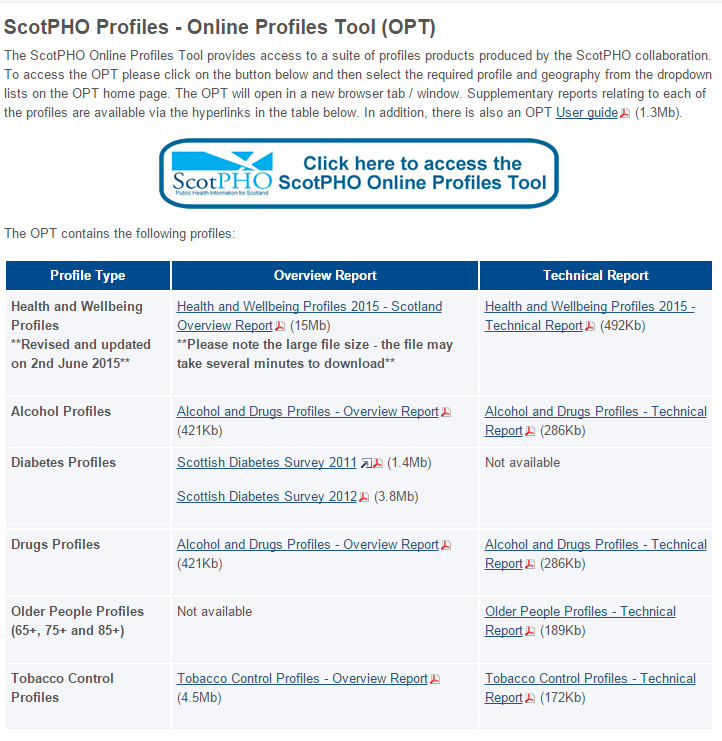 ScotPHO Profiles - Online Profiles Tool (OPT)
The ScotPHO Online Profiles Tool provides access to a suite of profiles products produced by the ScotPHO collaboration.
To access the OPT please click on the button below and then select the required profile and geography from the dropdown
lists on the OPT home page. The OPT will open in a new browser tab / window. Supplementary reports relating to each of
the profiles are available via the hyperlinks in the table below. In addition, there is also an OPT User guide (1.3Mb).
ScotPHO
Public Health Information for Scotland
Click here to access the
ScotPHO Online Profiles Tool
The OPT contains the following profiles:
Profile Type
Overview Report
Technical Report
Health and Wellbeing
Profiles
**Revised and updated
on 2nd June 2015**
Health and Wellbeing Profiles 2015 - Scotland
Overview Report (15Mb)
**Please note the large file size - the file may
take several minutes to download**
Health and Wellbeing Profiles 2015 -
Technical Report (492Kb)
Alcohol Profiles
Alcohol and Drugs Profiles - Overview Report
(421Kb)
Alcohol and Drugs Profiles - Technical
Report (286Kb)
Diabetes Profiles
Scottish Diabetes Survey 2011 (1.4Mb)
Scottish Diabetes Survey 2012 (3.8Mb)
Not available
Drugs Profiles
Alcohol and Drugs Profiles - Overview Report
(421Kb)
Alcohol and Drugs Profiles - Technical
Report (286Kb)
Older People Profiles
(65+, 75+ and 85+)
Not available
Older People Profiles - Technical
Report (189Kb)
Tobacco Control
Profiles
Tobacco Control Profiles - Overview Report
(4.5Mb)
Tobacco Control Profiles - Technical
Report (172Kb)